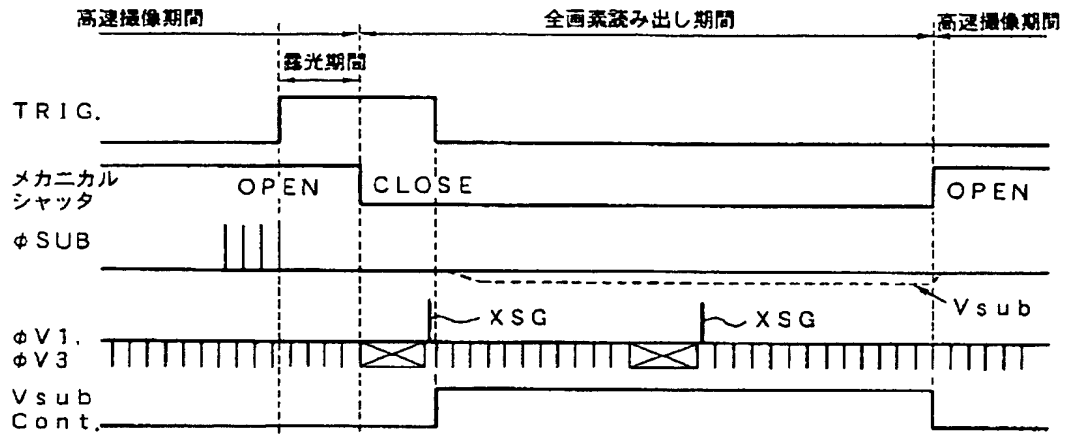 高速撮像期間
全画素読み出し期間
高速撮像期間
露光期間
TRIG.
メカニカル
シャッタ
OPEN
CLOSE
OPEN
φSUB
Vsub
XSG
XSG
φV1,
φV3
Vsub
Cont.